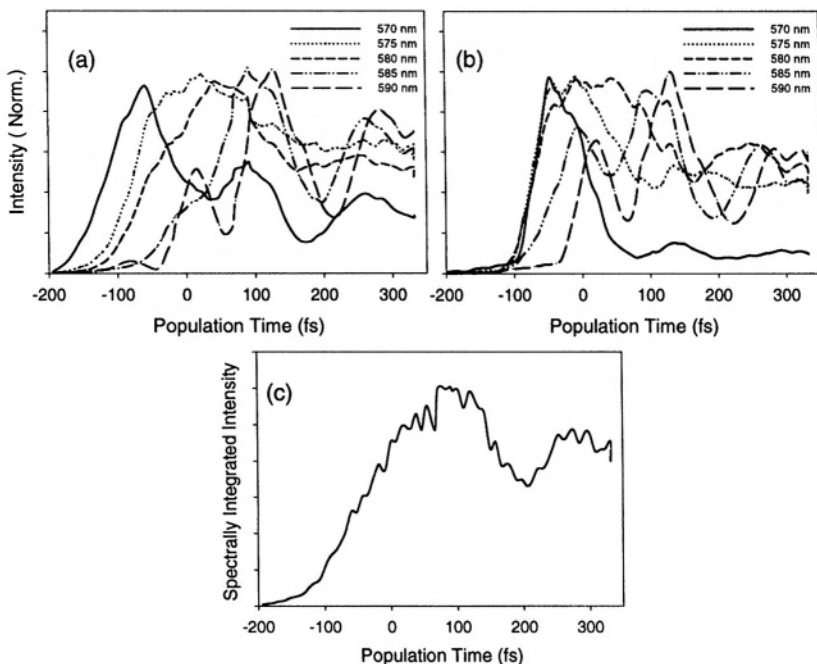 (a)
570 nm
575 nm
580 nm
585 nm
590 nm
Intensity ( Norm.)
-200 -100 0 100 200 300
Population Time (fs)
(b)
570 nm
575 nm
580 nm
585 nm
590 nm
-200 -100 0 100 200 300
Population Time (fs)
(c)
Spectrally Integrated Intensity
-200 -100 0 100 200 300
Population Time (fs)